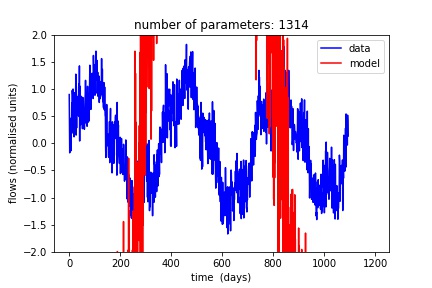 number of parameters: 1314
data
model
2.0
1.5
1.0
0.5
0.0
−0.5
−1.0
−1.5
−2.0
flows (normalised units)
0 200 400 600 800 1000 1200
time (days)